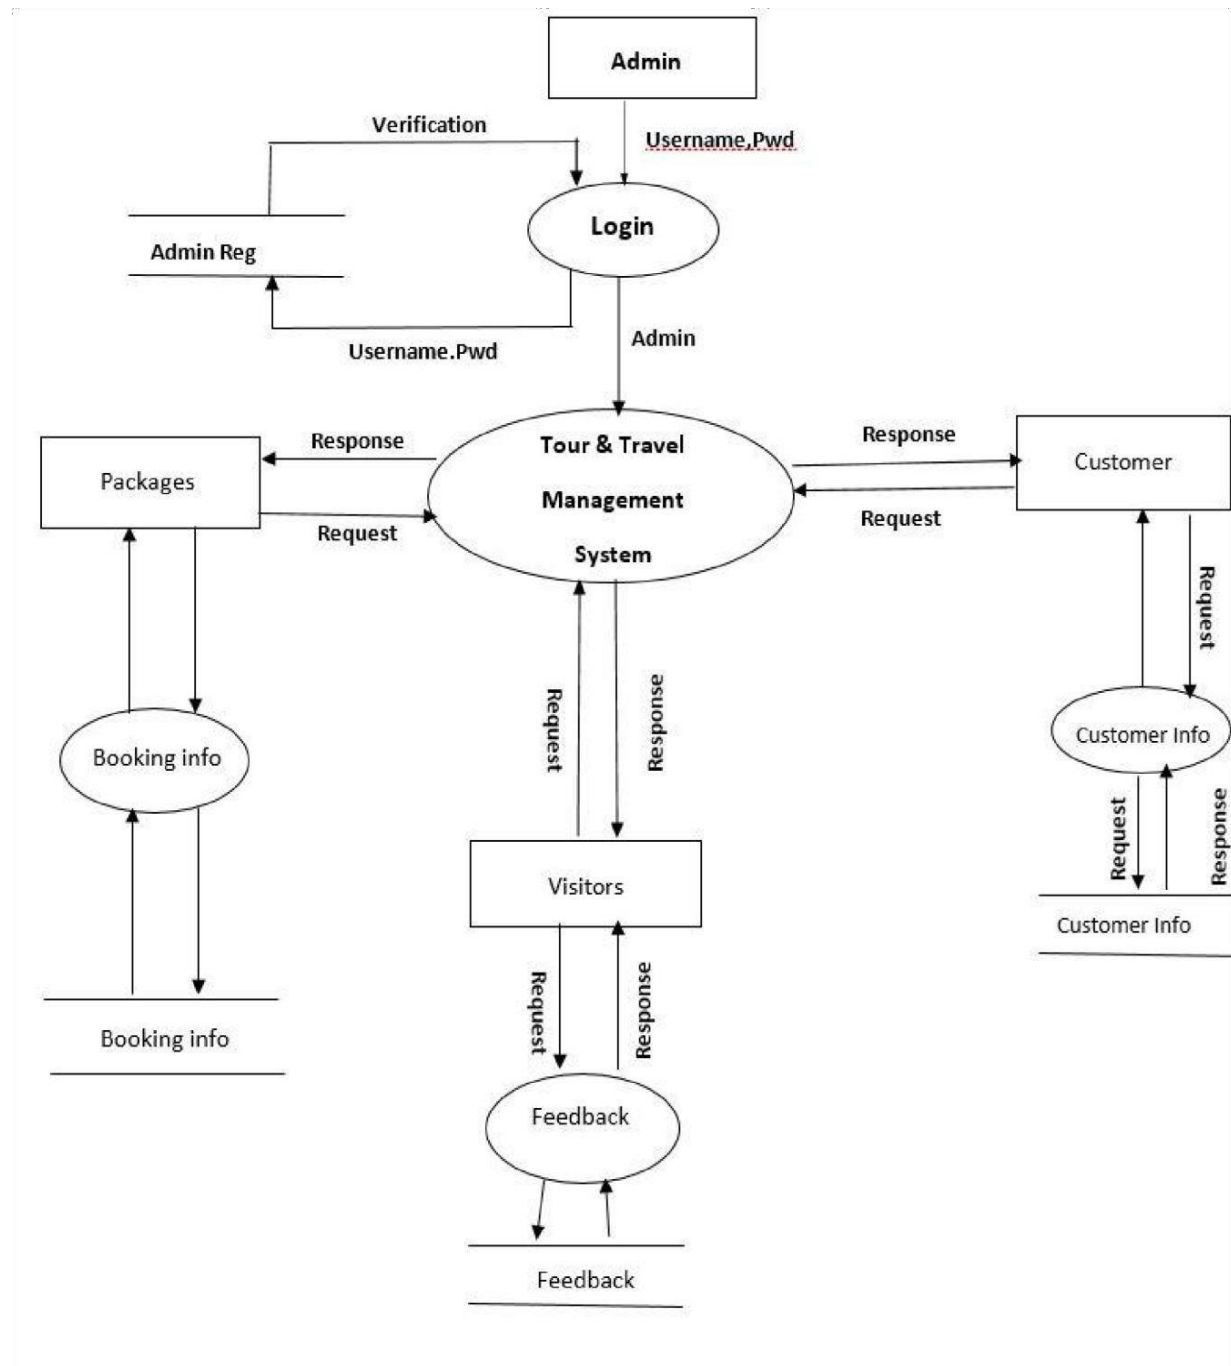 Admin
Verification
Username,Pwd
Login
Admin Reg
Admin
Username.Pwd
Response
Tour & Travel
Management
System
Response
Customer
Packages
Request
Request
Request
Request
Response
Booking info
Customer Info
Request
Response
Visitors
Customer Info
Request
Response
Booking info
Feedback
Feedback